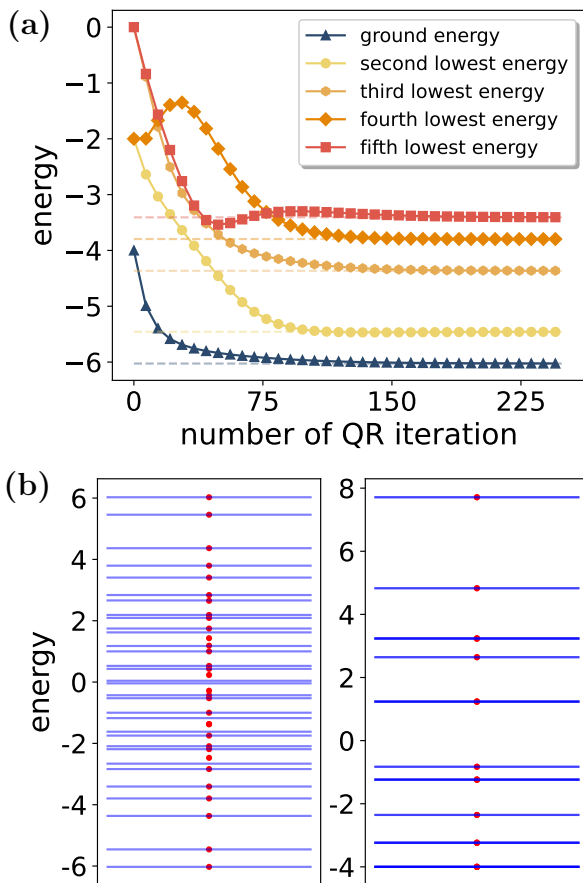 (a)
0
−1
−2
−3
−4
−5
−6
energy
ground energy
second lowest energy
third lowest energy
fourth lowest energy
fifth lowest energy
0 75 150 225
number of QR iteration
(b)
6
4
2
0
-2
-4
-6
energy
8
6
4
2
0
-2
-4